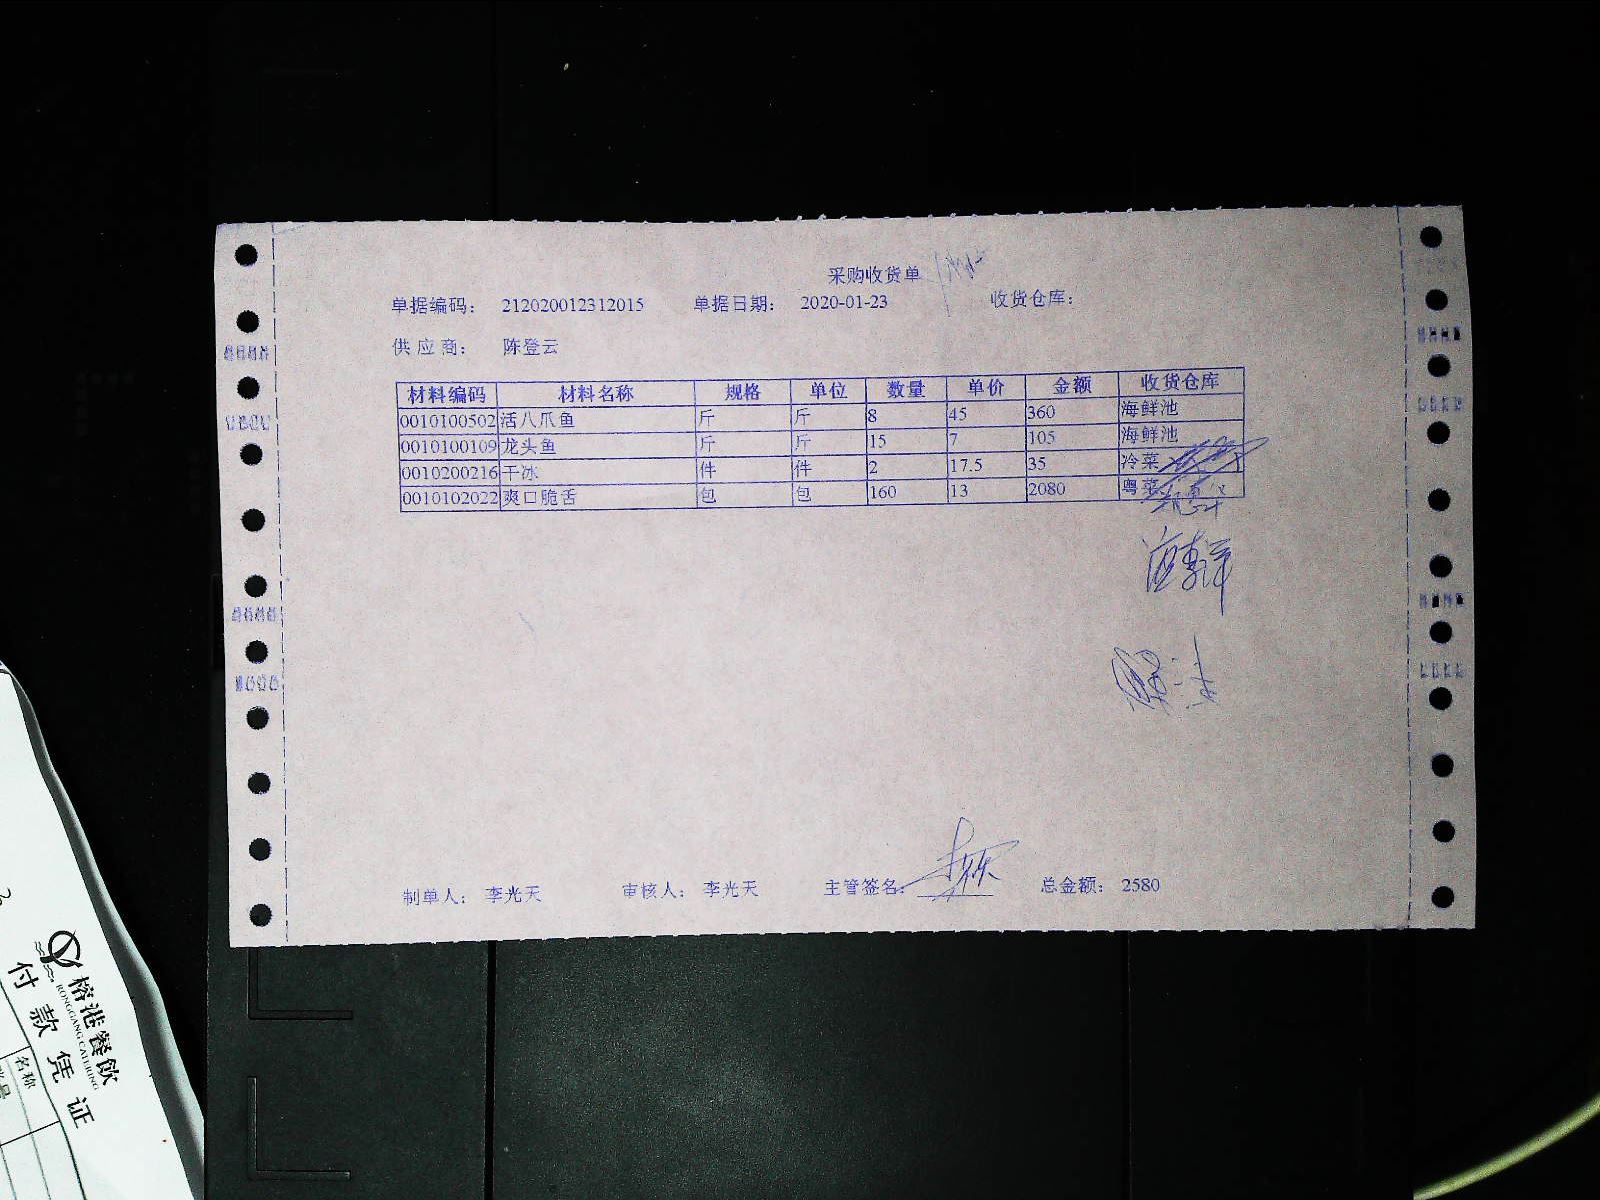 采购收货单
单据编码: 212020012312015 单据日期: 2020-01-23 收货仓库:
供应商: 陈登云
材料编码 材料名称 规格 单位 数量 单价 金额 收货仓库
0010100502 活八爪鱼 斤 斤 8 45 360 海鲜池
0010100109 龙头鱼 斤 斤 15 7 105 海鲜池
0010200216 干冰 件 件 2 17.5 35 冷菜
0010102022 爽口脆舌 包 包 160 13 2080 粤菜
制单人: 李光天 审核人: 李光天 主管签名: 总金额: 2580
榕港餐飲
RONGGANG CATERING
付款凭证
名称